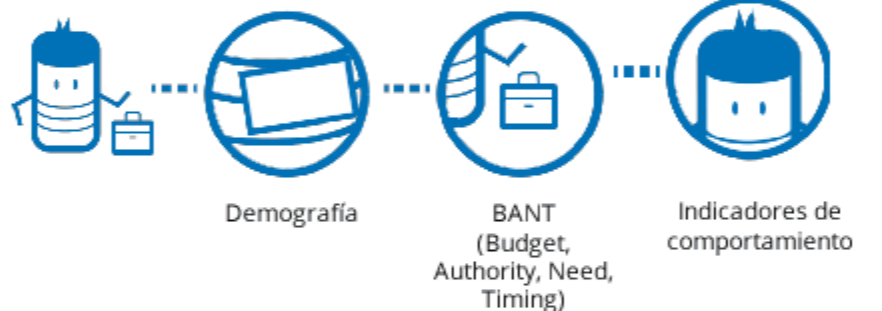 Demografía
BANT
(Budget,
Authority, Need,
Timing)
Indicadores de
comportamiento